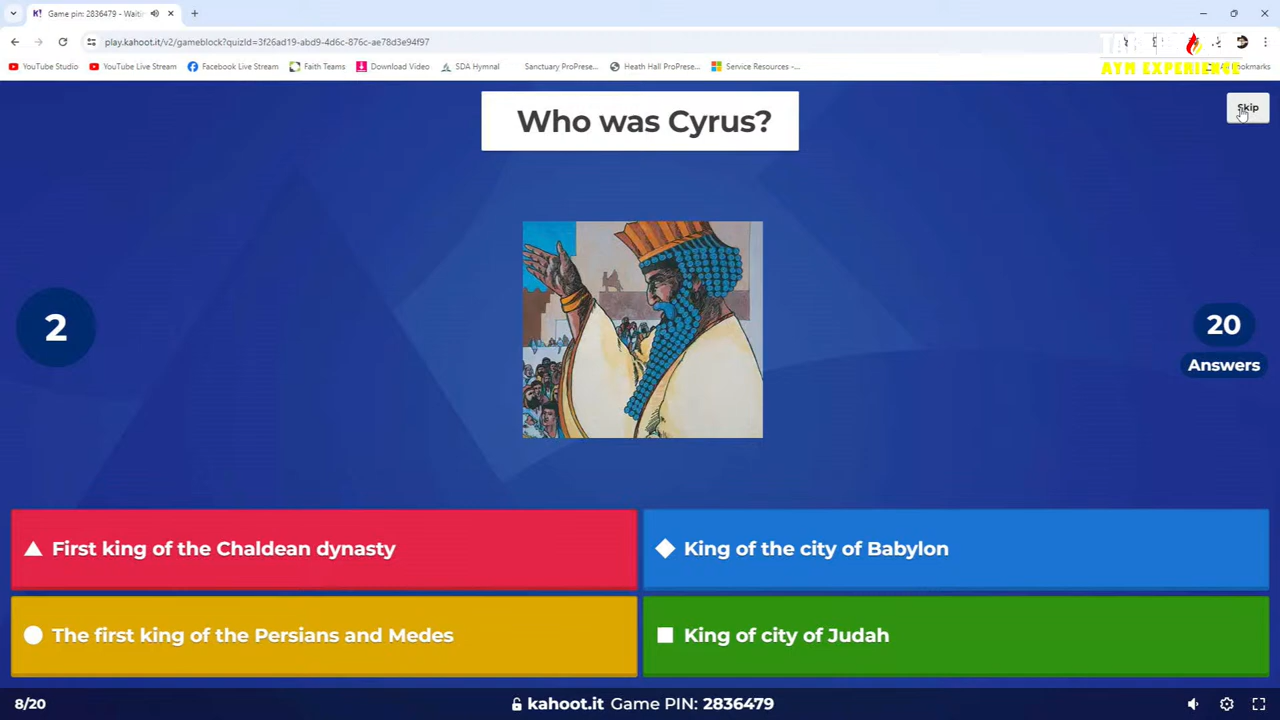 Game pin: 2836479 - Waiti
play.kahoot.it/v2/gameblock?quizId=3f26ad19-abd9-4d6c-876c-ae78d3e94f97
YouTube Studio
YouTube Live Stream
Facebook Live Stream
Faith Teams
Download Video
SDA Hymnal
Sanctuary ProPrese...
Heath Hall ProPrese...
Service Resources -...
AYM EXPERIENCE
Who was Cyrus?
Skip
2
20
Answers
First king of the Chaldean dynasty
King of the city of Babylon
The first king of the Persians and Medes
King of city of Judah
8/20
kahoot.it Game PIN: 2836479